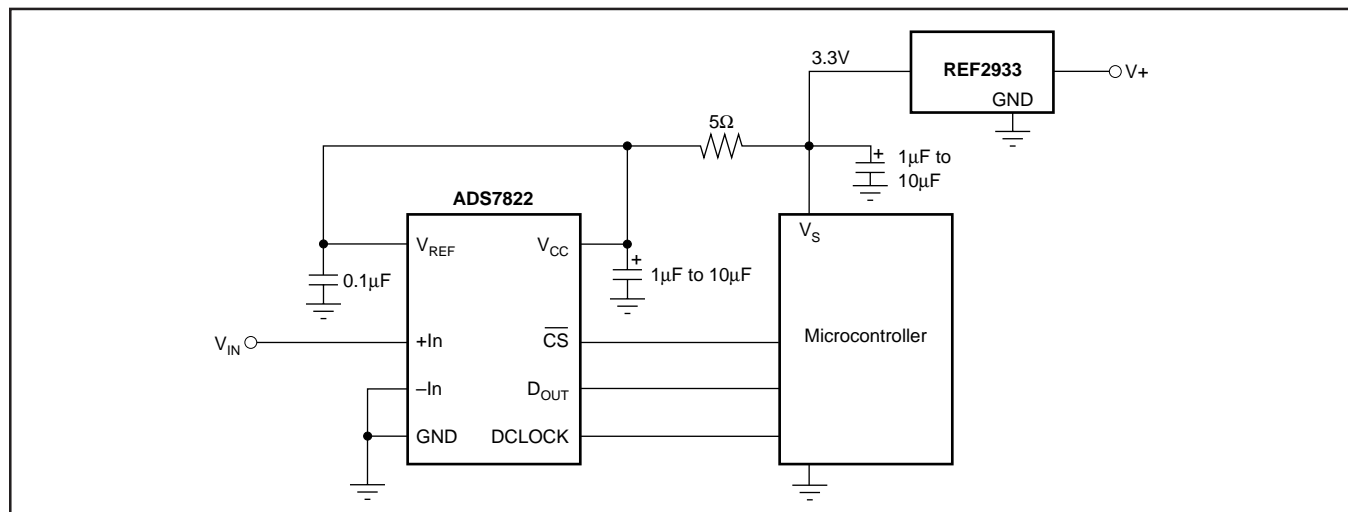 3.3V
REF2933
GND
V+
5Ω
+
1µF to
10µF
ADS7822
V_REF
V_CC
V_S
0.1µF
+
1µF to 10µF
V_IN
+In
C̅S̅
Microcontroller
–In
D_OUT
GND
DCLOCK